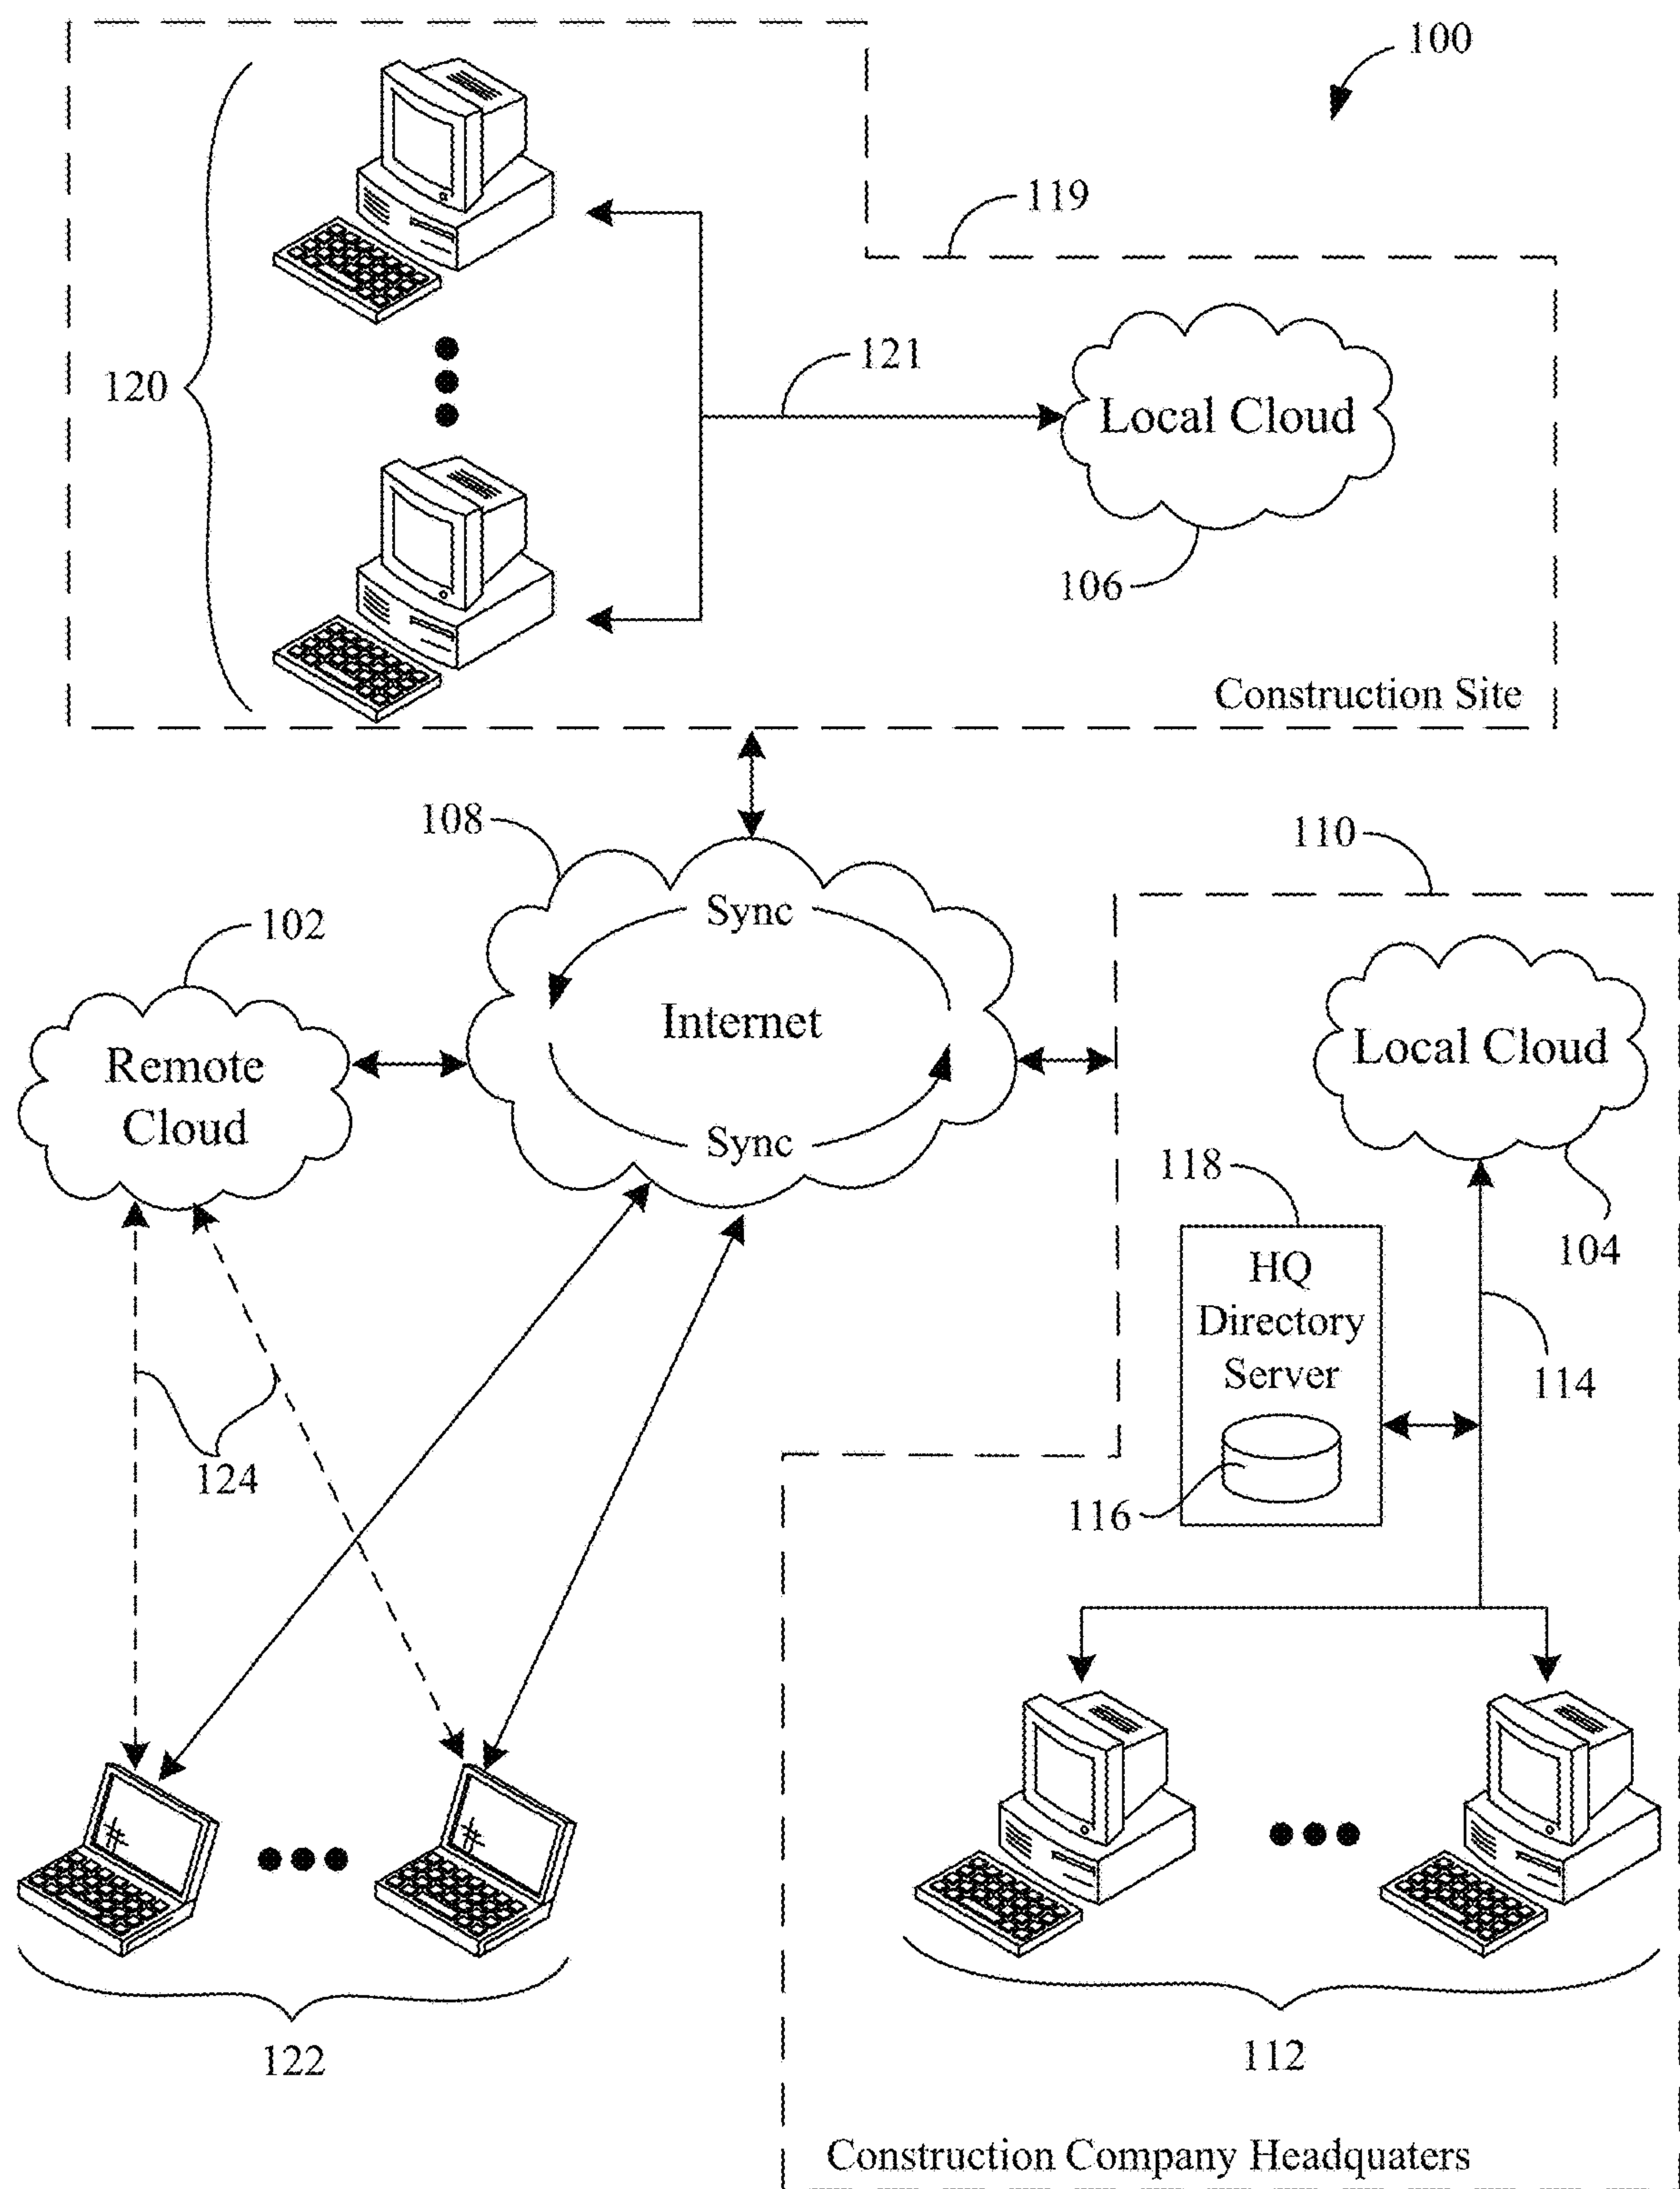 100
119
121
120
Local Cloud
106
Construction Site
108
110
Sync
102
Internet
Remote
Cloud
Local Cloud
Sync
118
104
HQ
Directory
Server
114
124
116
122
112
Construction Company Headquaters